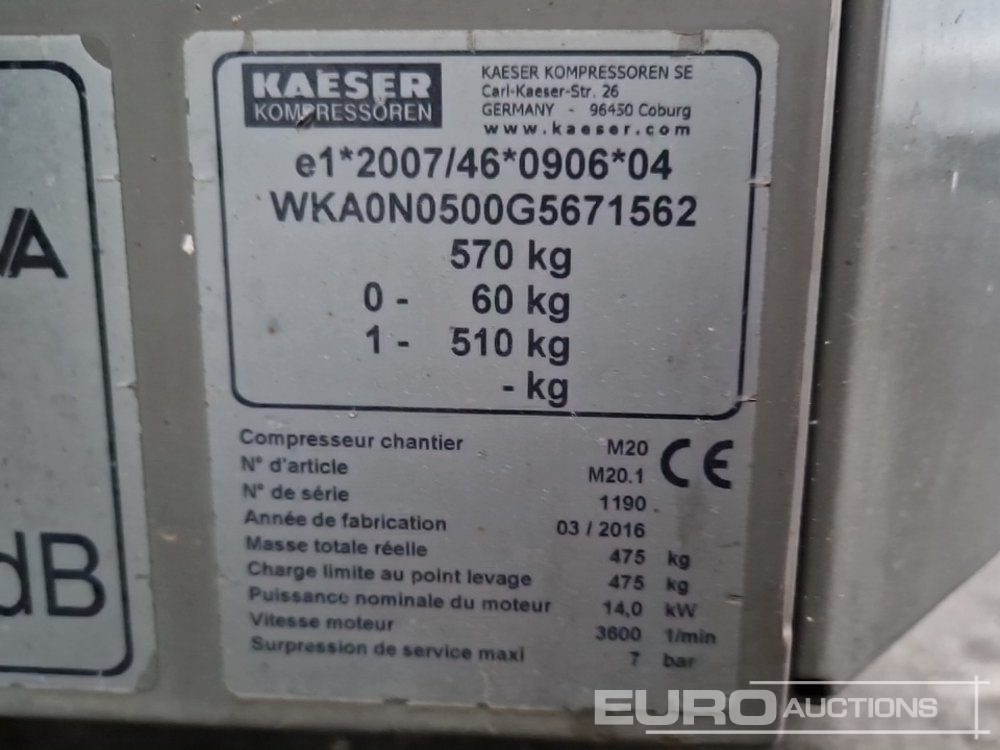 KAESER
KOMPRESSOREN
KAESER KOMPRESSOREN SE
Carl-Kaeser-Str. 26
GERMANY - 96450 Coburg
www.kaeser.com
e1*2007/46*0906*04
WKA0N0500G5671562
570 kg
0 - 60 kg
1 - 510 kg
- kg
Compresseur chantier M20
N° d'article M20.1
N° de série 1190
Année de fabrication 03 / 2016
Masse totale réelle 475 kg
Charge limite au point levage 475 kg
Puissance nominale du moteur 14,0 kW
Vitesse moteur 3600 1/min
Surpression de service maxi 7 bar
CE
dB
EURO AUCTIONS